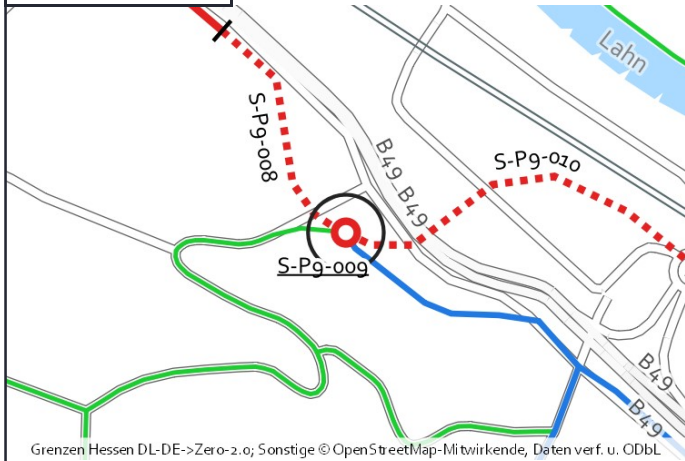 Lahn
S-P9-008
B49 B49
S-P9-010
S-P9-009
B49
B49
Grenzen Hessen DL-DE->Zero-2.0; Sonstige © OpenStreetMap-Mitwirkende, Daten verf. u. ODbL